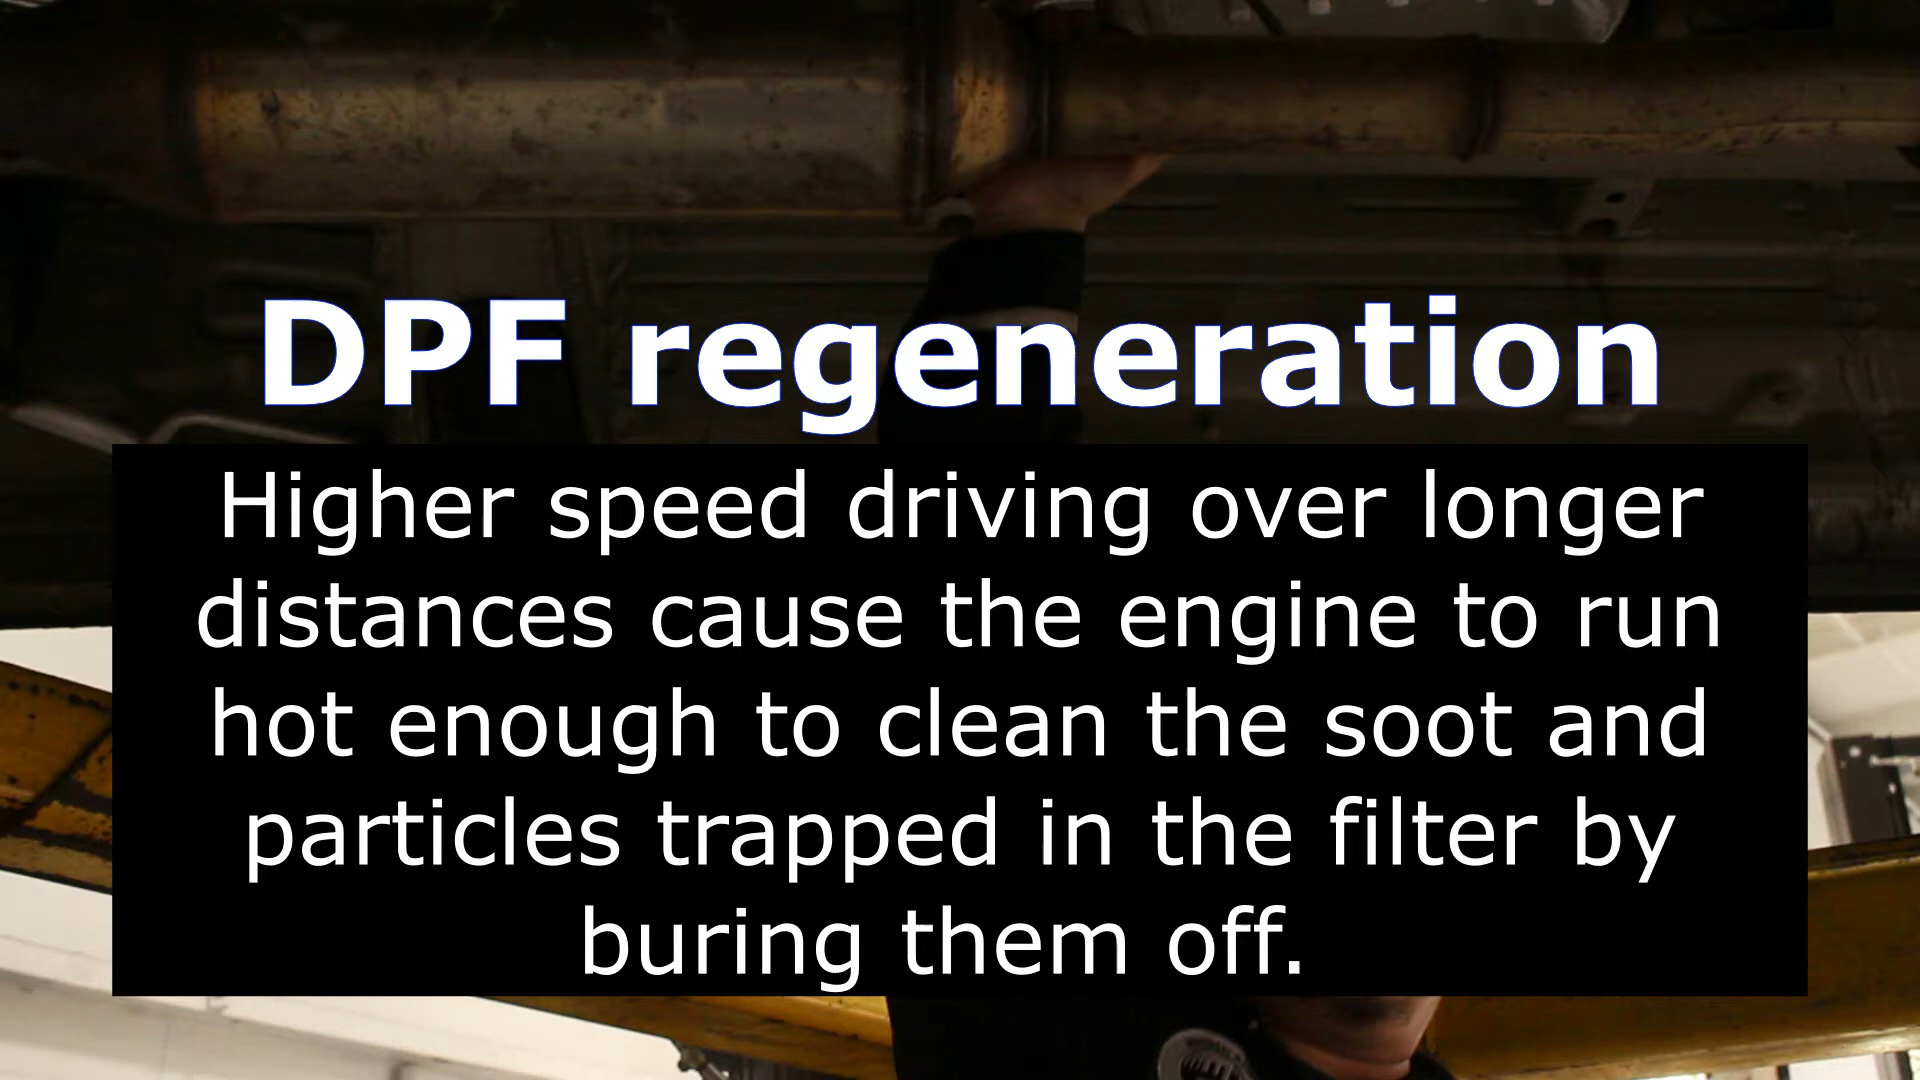 DPF regeneration
Higher speed driving over longer
distances cause the engine to run
hot enough to clean the soot and
particles trapped in the filter by
buring them off.